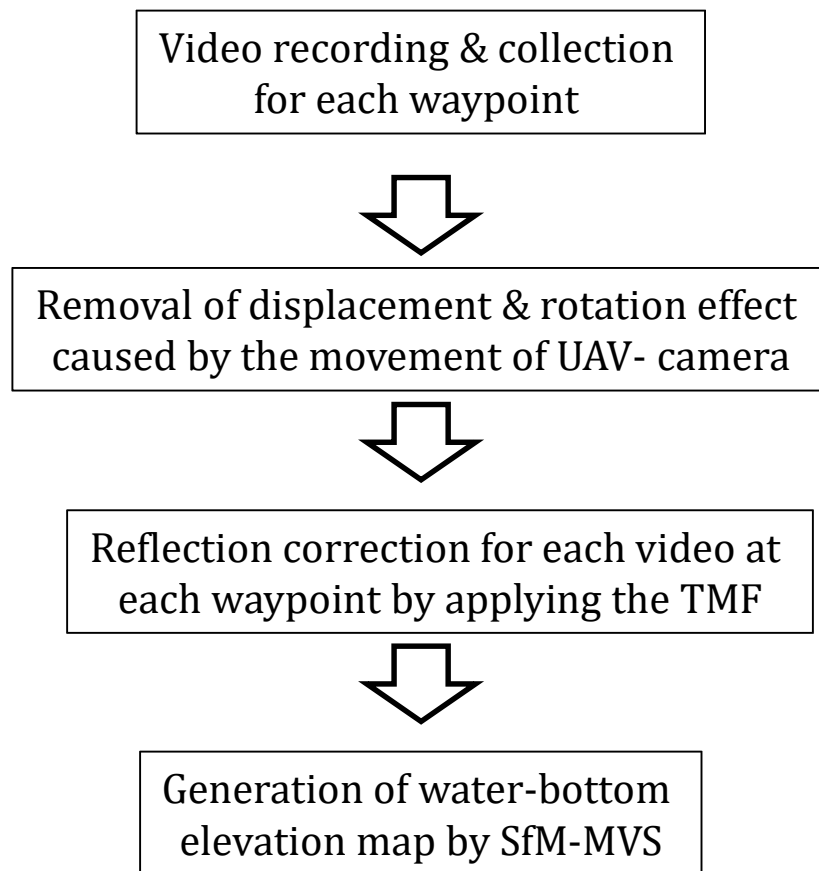 Video recording & collection
for each waypoint
Removal of displacement & rotation effect
caused by the movement of UAV- camera
Reflection correction for each video at
each waypoint by applying the TMF
Generation of water-bottom
elevation map by SfM-MVS